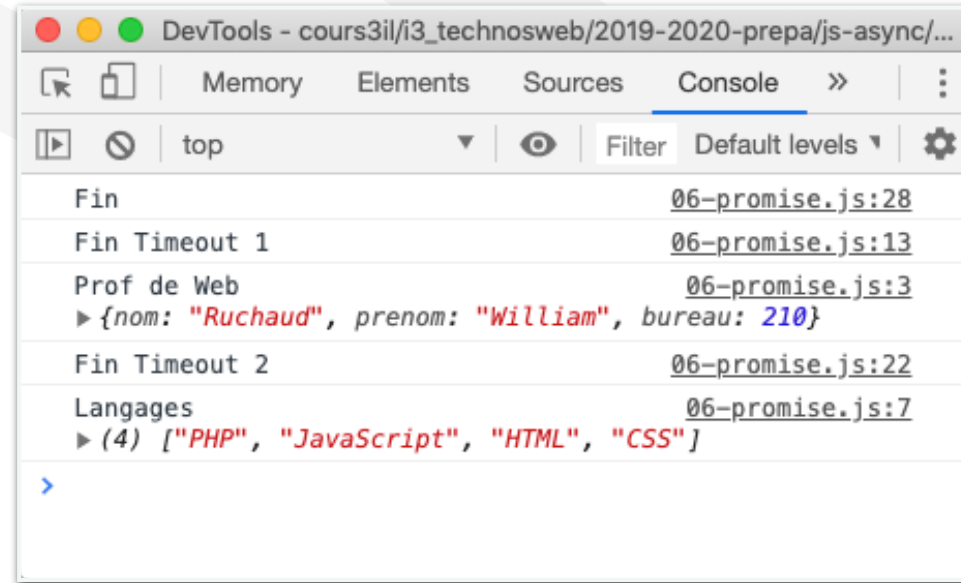 DevTools - cours3il/i3_technosweb/2019-2020-prepa/js-async/...
Memory Elements Sources Console »
top Filter Default levels
Fin 06-promise.js:28
Fin Timeout 1 06-promise.js:13
Prof de Web 06-promise.js:3
{nom: "Ruchaud", prenom: "William", bureau: 210}
Fin Timeout 2 06-promise.js:22
Langages 06-promise.js:7
(4) ["PHP", "JavaScript", "HTML", "CSS"]
>